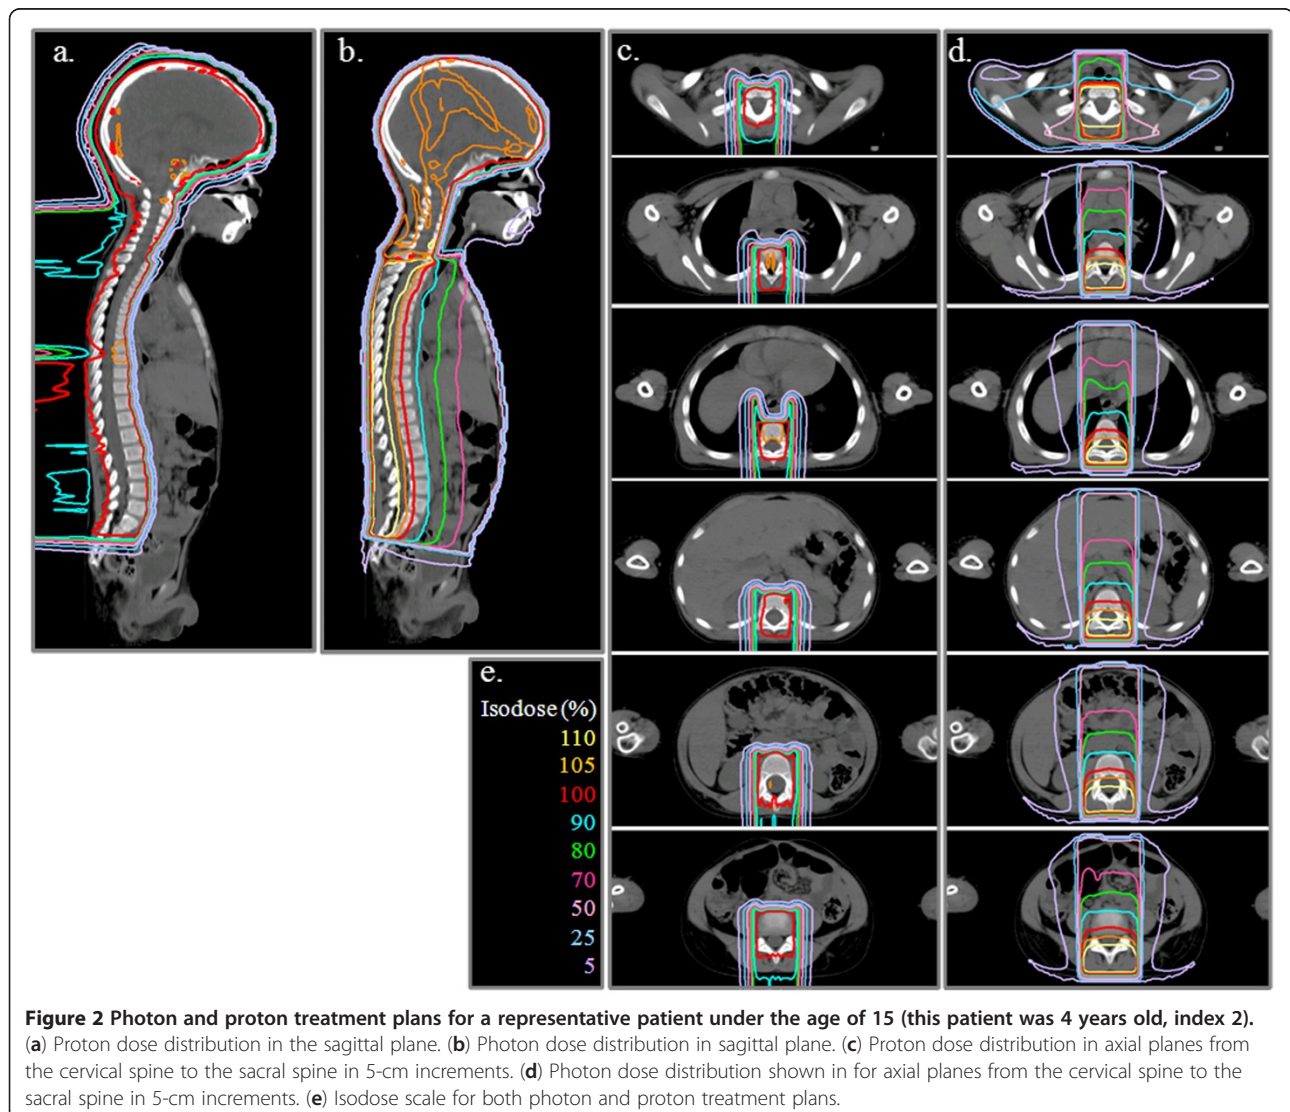 a.
b.
c.
d.
e.
Isodose (%)
110
105
100
90
80
70
50
25
5
Figure 2 Photon and proton treatment plans for a representative patient under the age of 15 (this patient was 4 years old, index 2).
(a) Proton dose distribution in the sagittal plane. (b) Photon dose distribution in sagittal plane. (c) Proton dose distribution in axial planes from
the cervical spine to the sacral spine in 5-cm increments. (d) Photon dose distribution shown in for axial planes from the cervical spine to the
sacral spine in 5-cm increments. (e) Isodose scale for both photon and proton treatment plans.